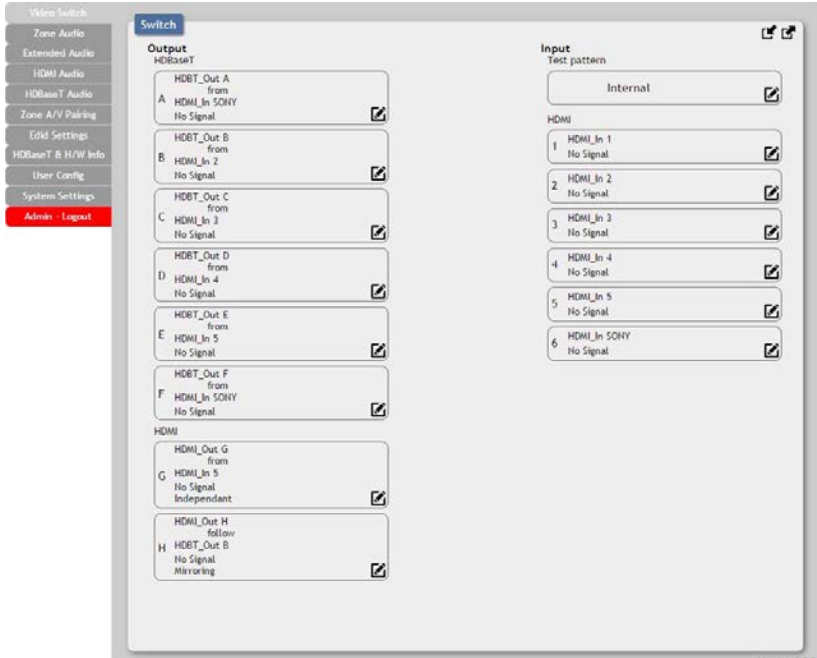 Video Switch
Zone Audio
Extended Audio
HDMI Audio
HDBaseT Audio
Zone A/V Pairing
Edid Settings
HDBaseT & H/W Info
User Config
System Settings
Admin - Logout
Switch
Output
HDBaseT
A
HDBT_Out A
from
HDMI_In SONY
No Signal
B
HDBT_Out B
from
HDMI_In 2
No Signal
C
HDBT_Out C
from
HDMI_In 3
No Signal
D
HDBT_Out D
from
HDMI_In 4
No Signal
E
HDBT_Out E
from
HDMI_In 5
No Signal
F
HDBT_Out F
from
HDMI_In SONY
No Signal
HDMI
G
HDMI_Out G
from
HDMI_In 5
No Signal
Independant
H
HDMI_Out H
follow
HDBT_Out B
No Signal
Mirroring
Input
Test pattern
Internal
HDMI
1
HDMI_In 1
No Signal
2
HDMI_In 2
No Signal
3
HDMI_In 3
No Signal
4
HDMI_In 4
No Signal
5
HDMI_In 5
No Signal
6
HDMI_In SONY
No Signal